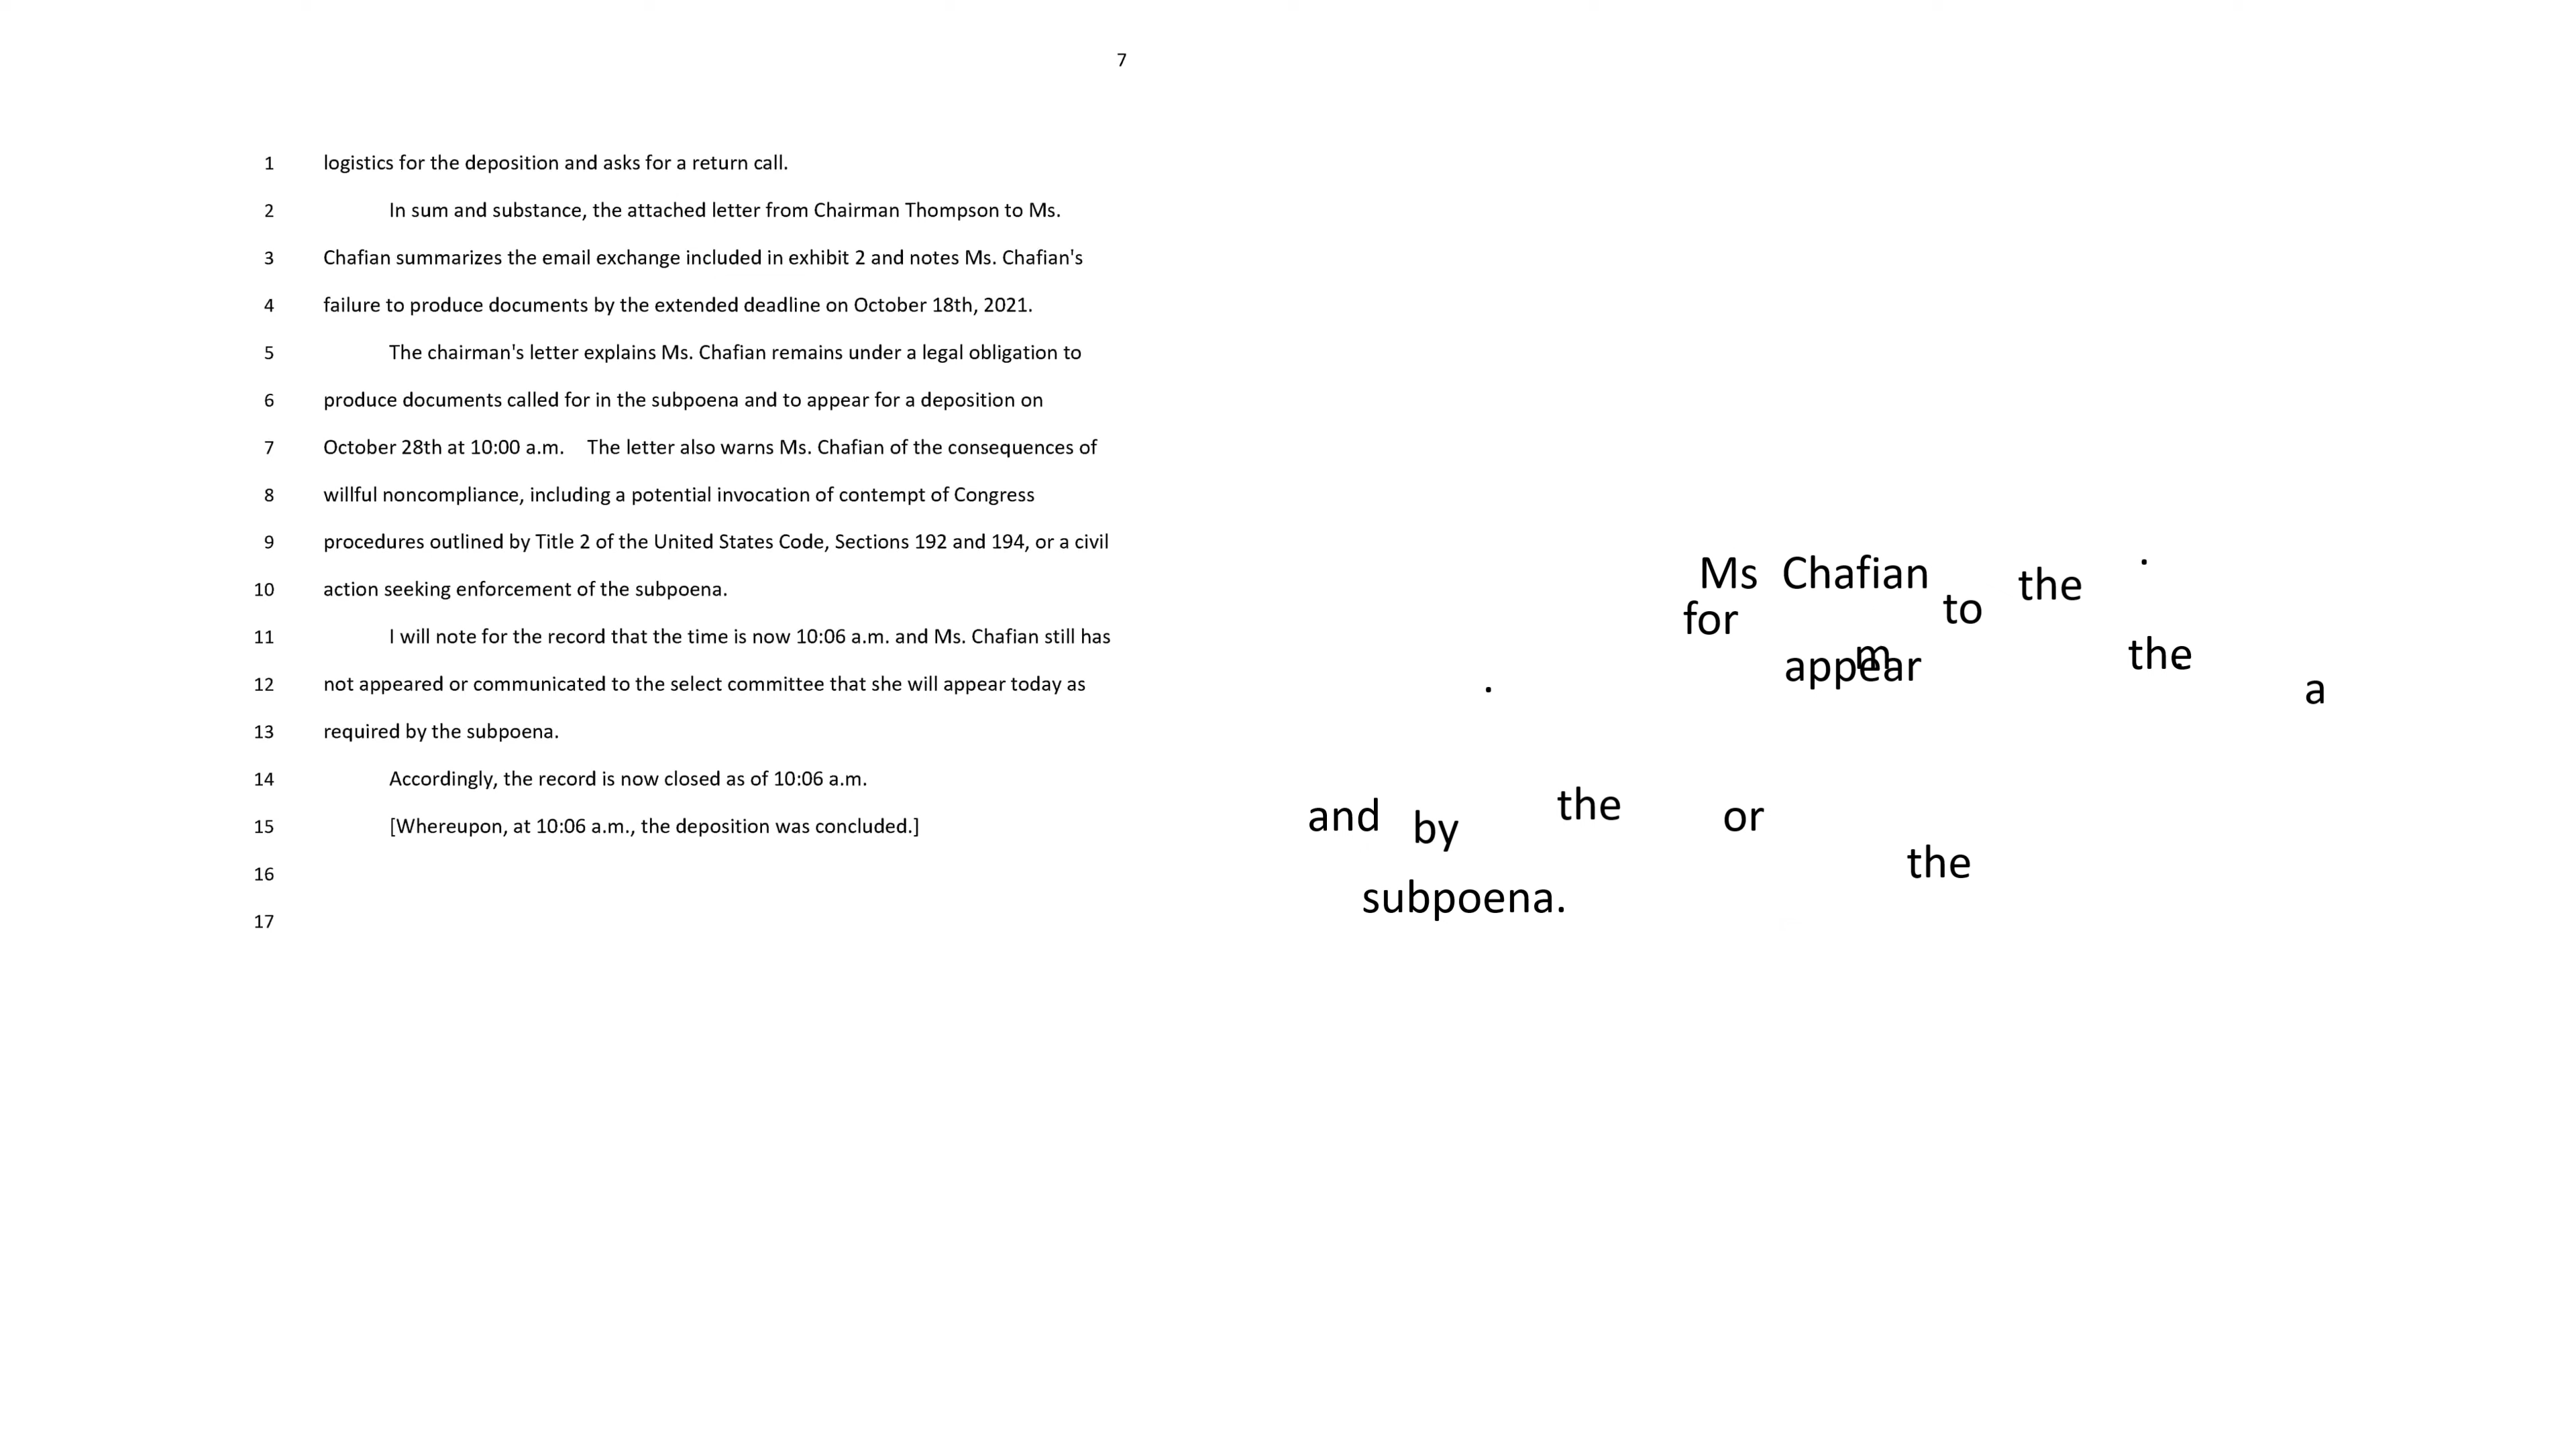 7
1 logistics for the deposition and asks for a return call.
2 In sum and substance, the attached letter from Chairman Thompson to Ms.
3 Chafian summarizes the email exchange included in exhibit 2 and notes Ms. Chafian's
4 failure to produce documents by the extended deadline on October 18th, 2021.
5 The chairman's letter explains Ms. Chafian remains under a legal obligation to
6 produce documents called for in the subpoena and to appear for a deposition on
7 October 28th at 10:00 a.m. The letter also warns Ms. Chafian of the consequences of
8 willful noncompliance, including a potential invocation of contempt of Congress
9 procedures outlined by Title 2 of the United States Code, Sections 192 and 194, or a civil
10 action seeking enforcement of the subpoena.
11 I will note for the record that the time is now 10:06 a.m. and Ms. Chafian still has
12 not appeared or communicated to the select committee that she will appear today as
13 required by the subpoena.
14 Accordingly, the record is now closed as of 10:06 a.m.
15 [Whereupon, at 10:06 a.m., the deposition was concluded.]
16
17
Ms Chafian the .
for to
. appear m the a
and by the or
the
subpoena.